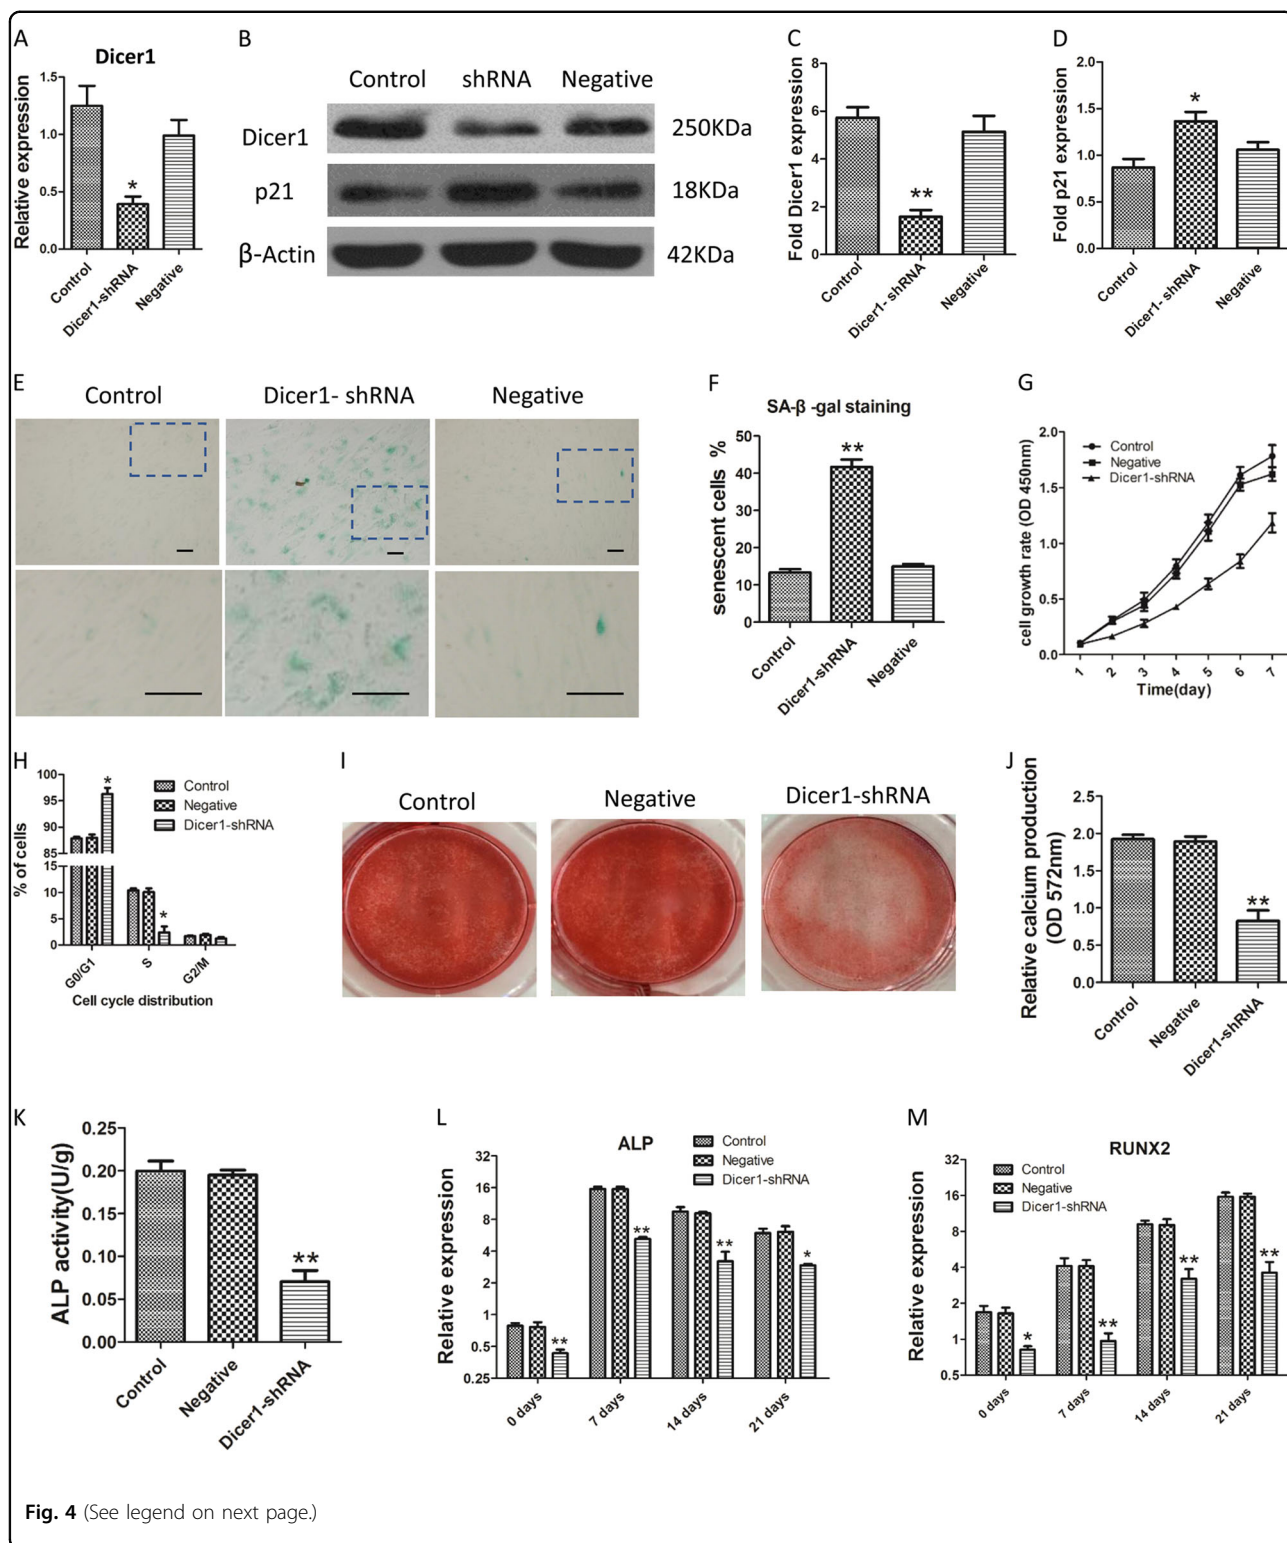 A
Dicer1
Relative expression
1.5
1.0
0.5
0.0
*
Control
Dicer1-shRNA
Negative
B
Control shRNA Negative
Dicer1 250KDa
p21 18KDa
β-Actin 42KDa
C
Fold Dicer1 expression
8
6
4
2
0
**
Control
Dicer1- shRNA
Negative
D
Fold p21 expression
2.0
1.5
1.0
0.5
0.0
*
Control
Dicer1- shRNA
Negative
E
Control Dicer1- shRNA Negative
F
SA-β -gal staining
senescent cells %
50
40
30
20
10
0
**
Control
Dicer1-shRNA
Negative
G
cell growth rate (OD 450nm)
2.0
1.5
1.0
0.5
0.0
Control
Negative
Dicer1-shRNA
1 2 3 4 5 6 7
Time(day)
H
% of cells
100
95
90
85
15
10
5
0
*
*
Control
Negative
Dicer1-shRNA
G0/G1 S G2/M
Cell cycle distribution
I
Control Negative Dicer1-shRNA
J
Relative calcium production
(OD 572nm)
2.5
2.0
1.5
1.0
0.5
0.0
**
Control
Negative
Dicer1-shRNA
K
ALP activity(U/g)
0.25
0.20
0.15
0.10
0.05
0.00
**
Control
Negative
Dicer1-shRNA
L
ALP
Relative expression
32
16
8
4
2
1
0.5
0.25
Control
Negative
Dicer1-shRNA
**
**
**
*
0 days 7 days 14 days 21 days
M
RUNX2
Relative expression
32
16
8
4
2
1
0.5
Control
Negative
Dicer1-shRNA
*
**
**
**
0 days 7 days 14 days 21 days
Fig. 4 (See legend on next page.)